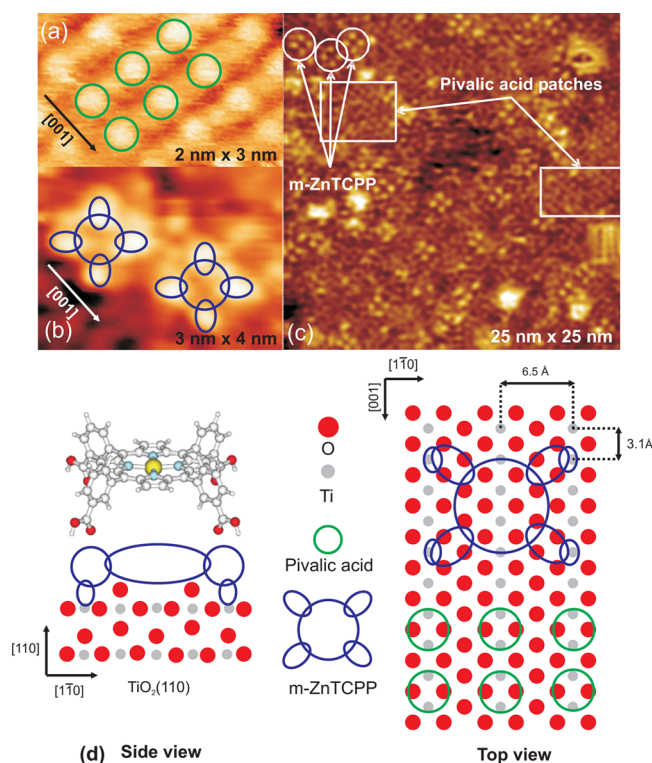 (a)
[001]
2 nm x 3 nm
[001]
(b)
3 nm x 4 nm
Pivalic acid patches
m-ZnTCPP
(c)
25 nm x 25 nm
O
Ti
Pivalic acid
m-ZnTCPP
[110]
[11̅0]
TiO₂(110)
(d) Side view
[11̅0]
[001]
6.5 Å
3.1Å
Top view